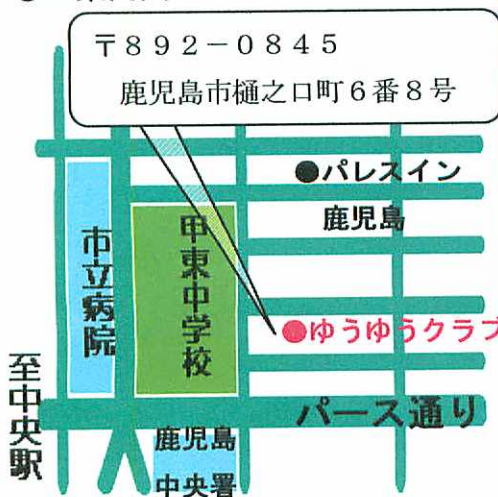 〒892-0845
鹿児島市樋之口町6番8号
●パレスイン
鹿児島
市立病院
甲東中学校
●ゆうゆうクラブ
至中央駅
パース通り
鹿児島
中央署